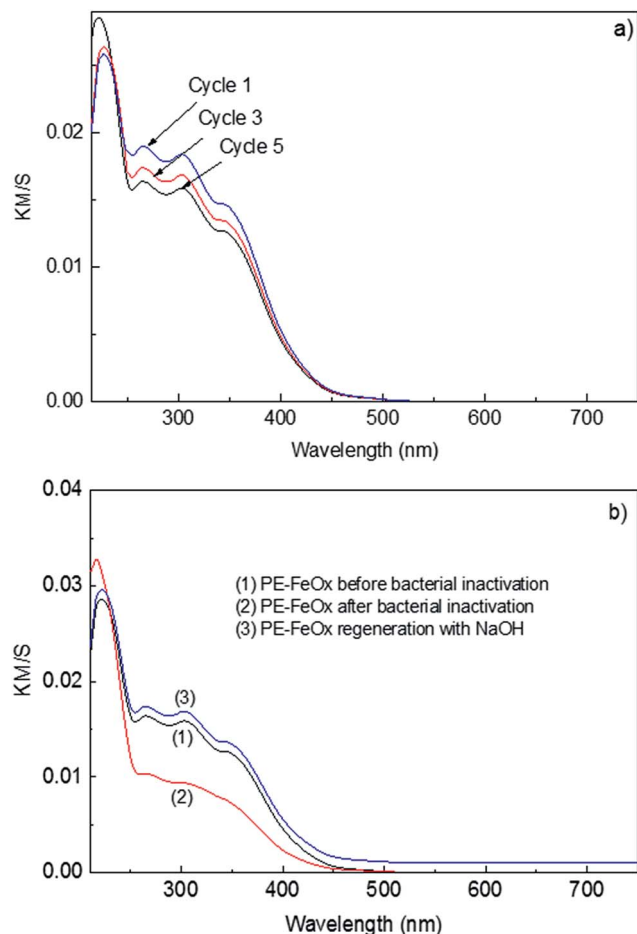 a)
Cycle 1
Cycle 3
Cycle 5
0.02
0.01
0.00
KM/S
300 400 500 600 700
Wavelength (nm)
b)
0.04
0.03
0.02
0.01
0.00
KM/S
(1) PE-FeOx before bacterial inactivation
(2) PE-FeOx after bacterial inactivation
(3) PE-FeOx regeneration with NaOH
(3)
(1)
(2)
300 400 500 600 700
Wavelength (nm)